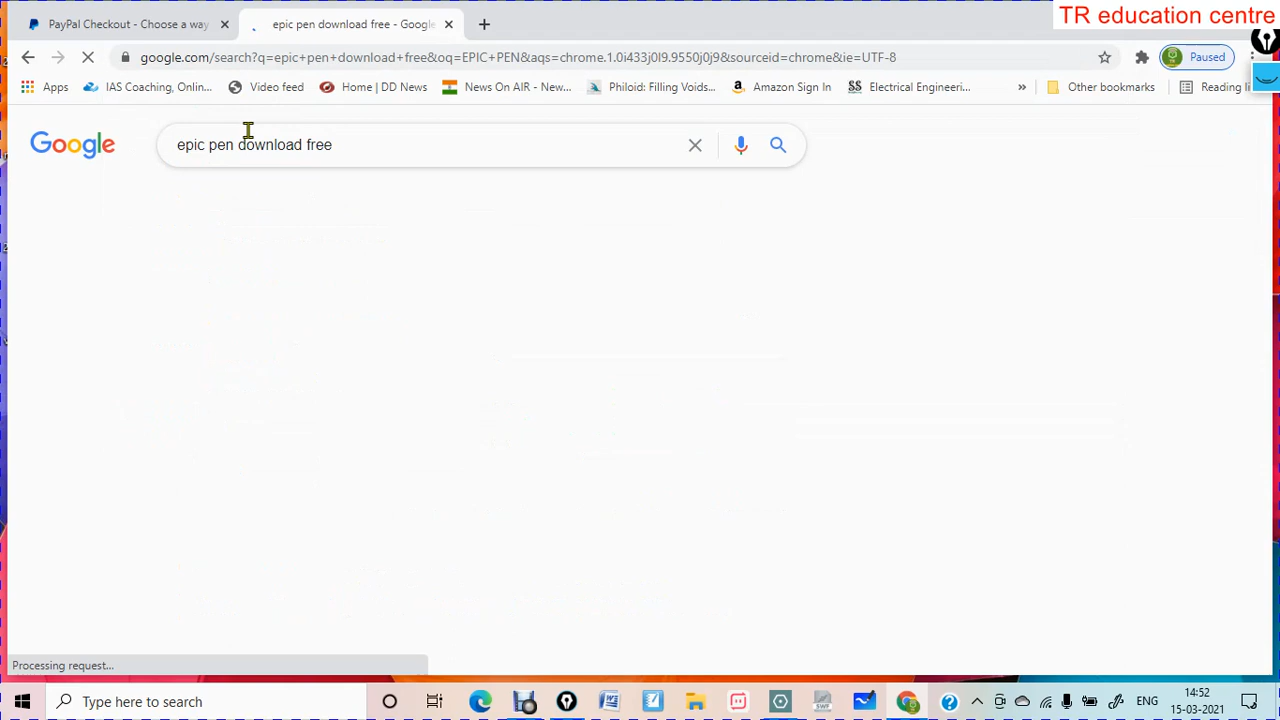 PayPal Checkout - Choose a way
epic pen download free - Google
TR education centre
google.com/search?q=epic+pen+download+free&q=EPIC+PEN&aqs=chrome.1.0i433j0l9.9550j0j9&sourceid=chrome&ie=UTF-8
Paused
Apps
IAS Coaching, Onlin...
Video feed
Home | DD News
News On AIR - New...
Philoid: Filling Voids...
Amazon Sign In
Electrical Engineeri...
»
Other bookmarks
Reading li
Google
epic pen download free
Processing request...
Type here to search
ENG
14:52
15-03-2021